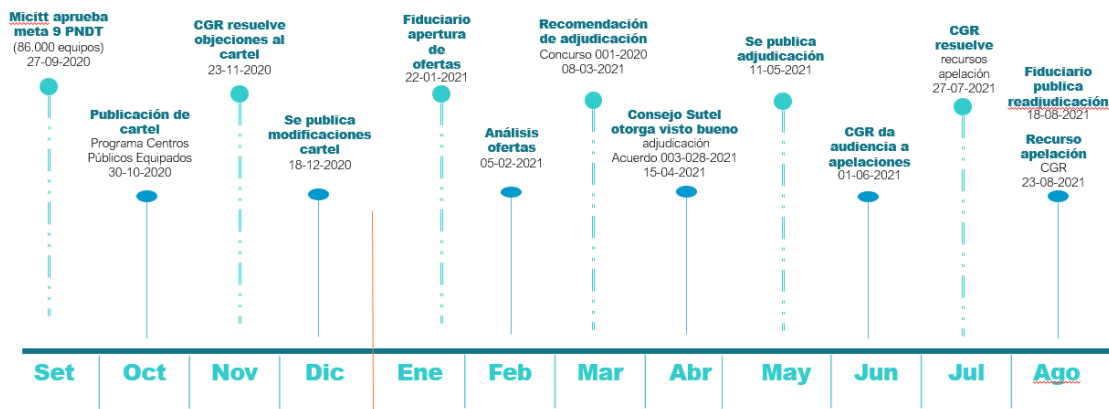 Micitt aprueba
meta 9 PNDT
(86.000 equipos)
27-09-2020
Publicación de
cartel
Programa Centros
Públicos Equipados
30-10-2020
CGR resuelve
objeciones al
cartel
23-11-2020
Se publica
modificaciones
cartel
18-12-2020
Fiduciario
apertura
de
ofertas
22-01-2021
Análisis
ofertas
05-02-2021
Recomendación
de adjudicación
Concurso 001-2020
08-03-2021
Consejo Sutel
otorga visto bueno
adjudicación
Acuerdo 003-028-2021
15-04-2021
Se publica
adjudicación
11-05-2021
CGR da
audiencia a
apelaciones
01-06-2021
CGR
resuelve
recursos
apelación
27-07-2021
Fiduciario
publica
readjudicación
18-08-2021
Recurso
apelación
CGR
23-08-2021
Set
Oct
Nov
Dic
Ene
Feb
Mar
Abr
May
Jun
Jul
Ago